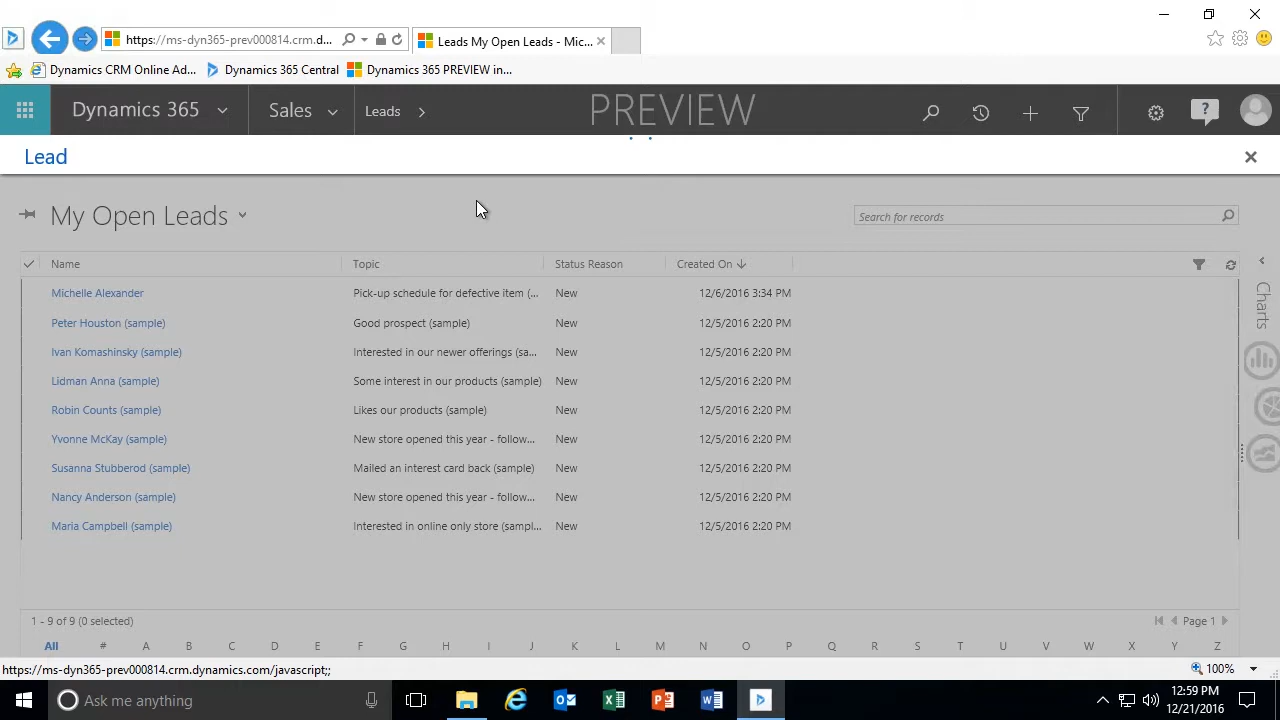 https://ms-dyn365-prev000814.crm.d...
Leads My Open Leads - Mic...
Dynamics CRM Online Ad...
Dynamics 365 Central
Dynamics 365 PREVIEW in...
Dynamics 365
Sales
Leads
PREVIEW
Lead
My Open Leads
Search for records
Name Topic Status Reason Created On
Michelle Alexander Pick-up schedule for defective item (... New 12/6/2016 3:34 PM
Peter Houston (sample) Good prospect (sample) New 12/5/2016 2:20 PM
Ivan Komashinsky (sample) Interested in our newer offerings (sa... New 12/5/2016 2:20 PM
Lidman Anna (sample) Some interest in our products (sample) New 12/5/2016 2:20 PM
Robin Counts (sample) Likes our products (sample) New 12/5/2016 2:20 PM
Yvonne McKay (sample) New store opened this year - follow... New 12/5/2016 2:20 PM
Susanna Stubberod (sample) Mailed an interest card back (sample) New 12/5/2016 2:20 PM
Nancy Anderson (sample) New store opened this year - follow... New 12/5/2016 2:20 PM
Maria Campbell (sample) Interested in online only store (sampl... New 12/5/2016 2:20 PM
Charts
1 - 9 of 9 (0 selected)
Page 1
All # A B C D E F G H I J K L M N O P Q R S T U V W X Y Z
https://ms-dyn365-prev000814.crm.dynamics.com/javascript:;
100%
Ask me anything
12:59 PM
12/21/2016